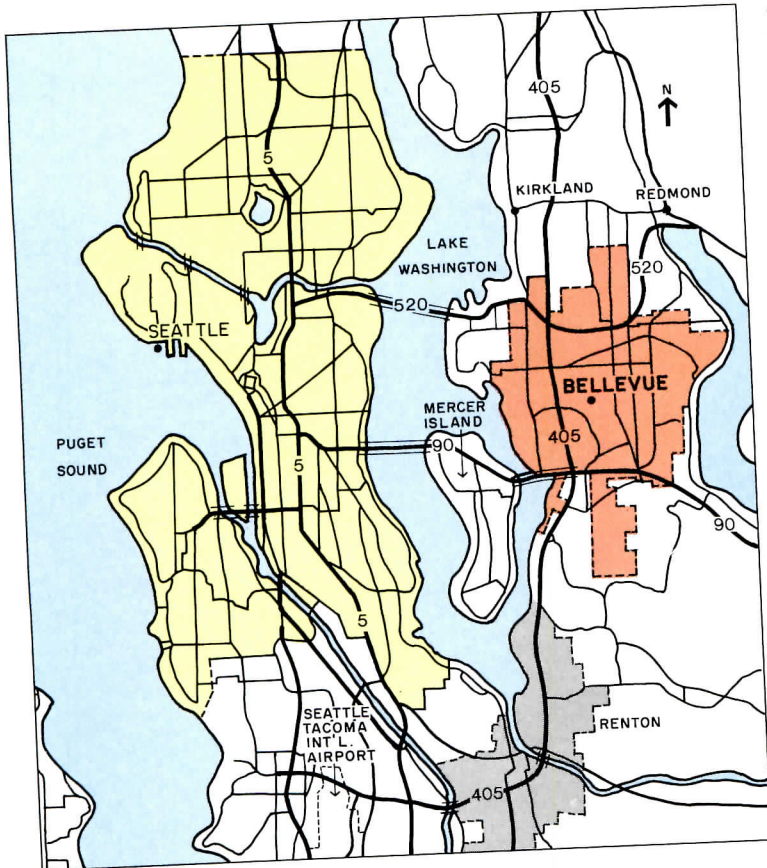 405
N
5
KIRKLAND
REDMOND
LAKE
WASHINGTON
520
520
SEATTLE
BELLEVUE
MERCER
ISLAND
405
PUGET
SOUND
90
5
90
5
SEATTLE
TACOMA
INT'L.
AIRPORT
RENTON
405